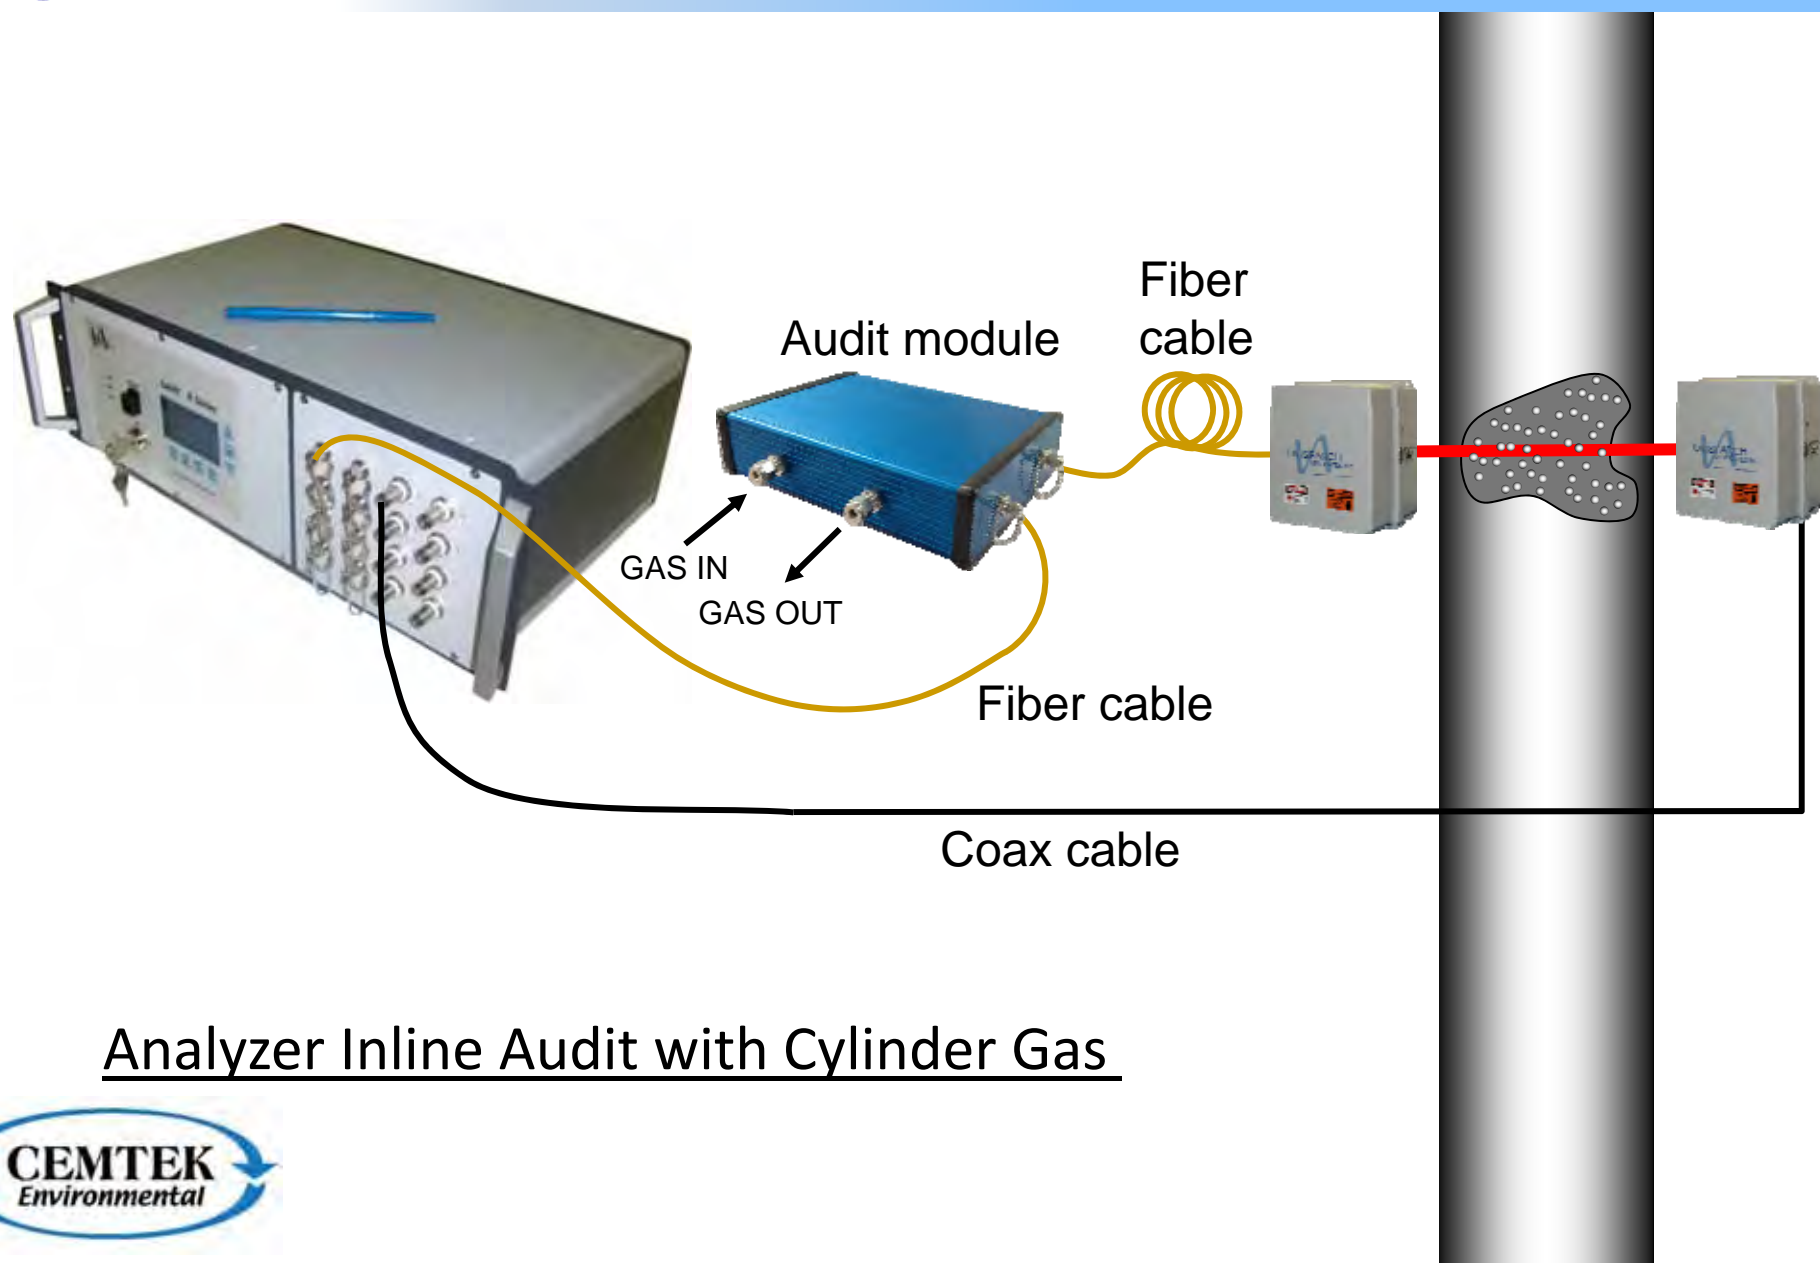 Fiber
cable
Audit module
GAS IN
GAS OUT
Fiber cable
Coax cable
Analyzer Inline Audit with Cylinder Gas
CEMTEK
Environmental